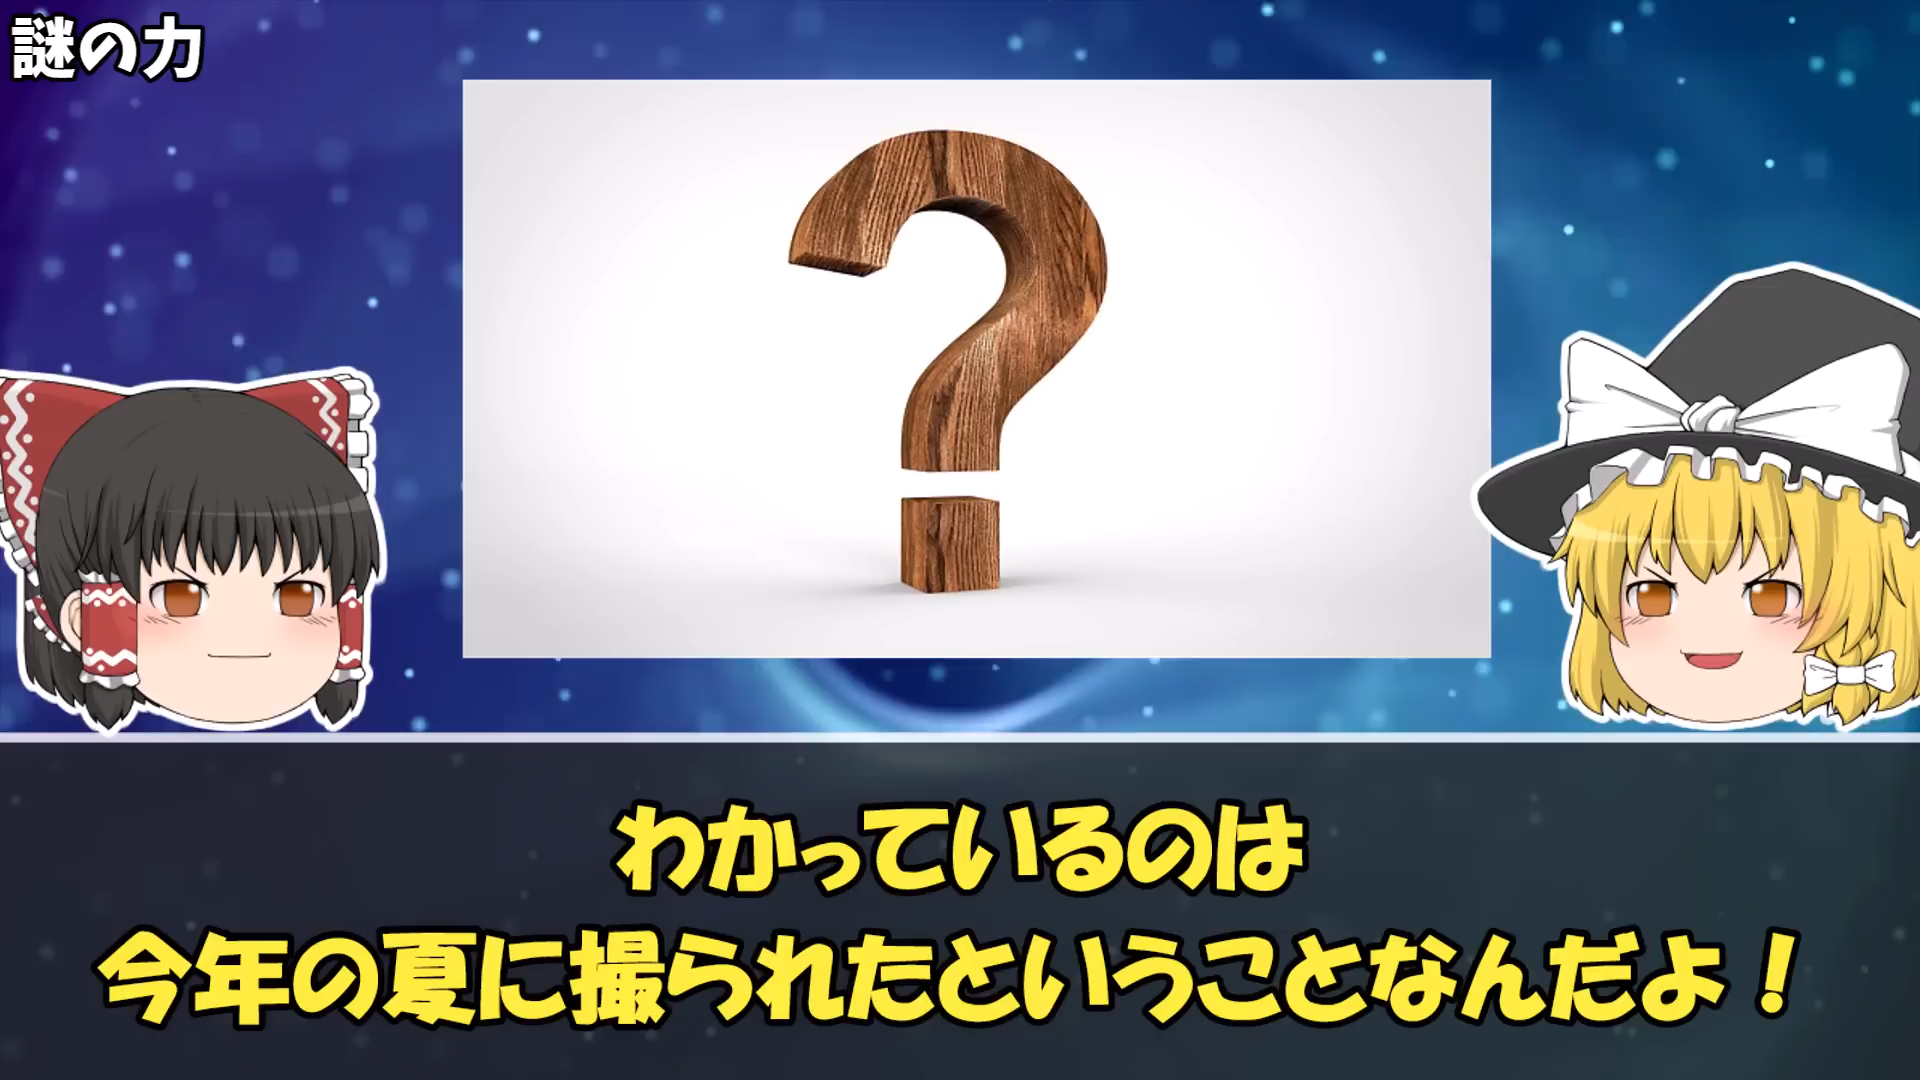 謎の力
わかっているのは
今年の夏に撮られたということなんだよ！